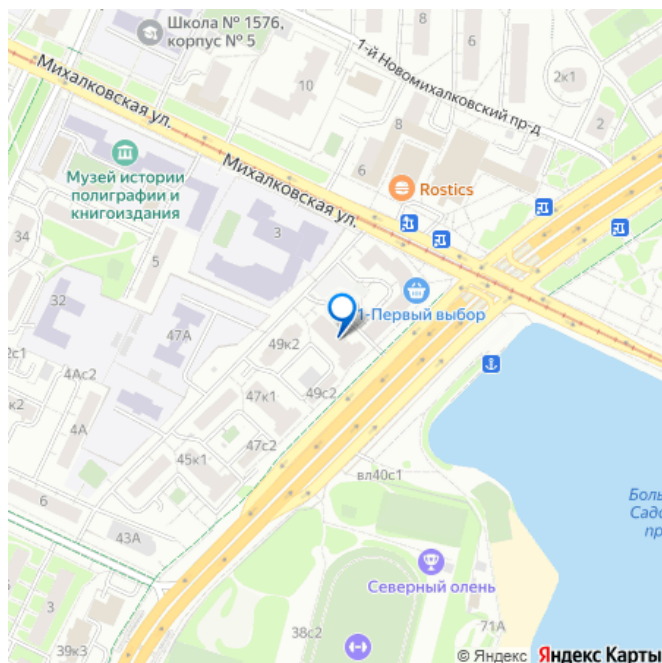 Школа № 1576,
корпус № 5
1-й Новомихалковский пр-д
Михалковская ул.
10
2к1
8
2
Музей истории
полиграфии и
книгоиздания
Михалковская ул.
6
Rostics
3
34
5
32
1-Первый выбор
47А
49к2
2с1
4Ас2
47к1
49с2
к2
4А
47с2
45к1
вл40с1
6
Боль
Садо
пр
43А
Северный олень
3
38с2
71А
39к3
© Яндекс Яндекс Карты